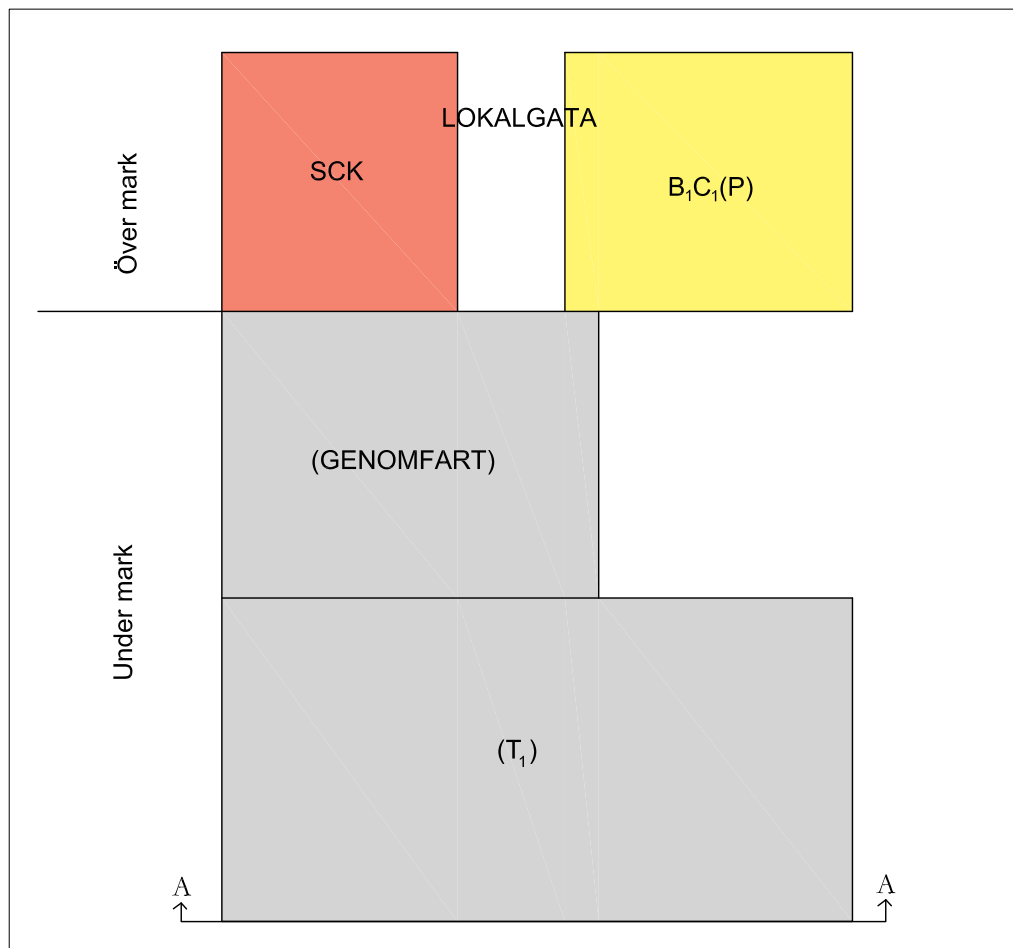 LOKALGATA
SCK
B₁C₁(P)
Över mark
(GENOMFART)
Under mark
(T₁)
A
A